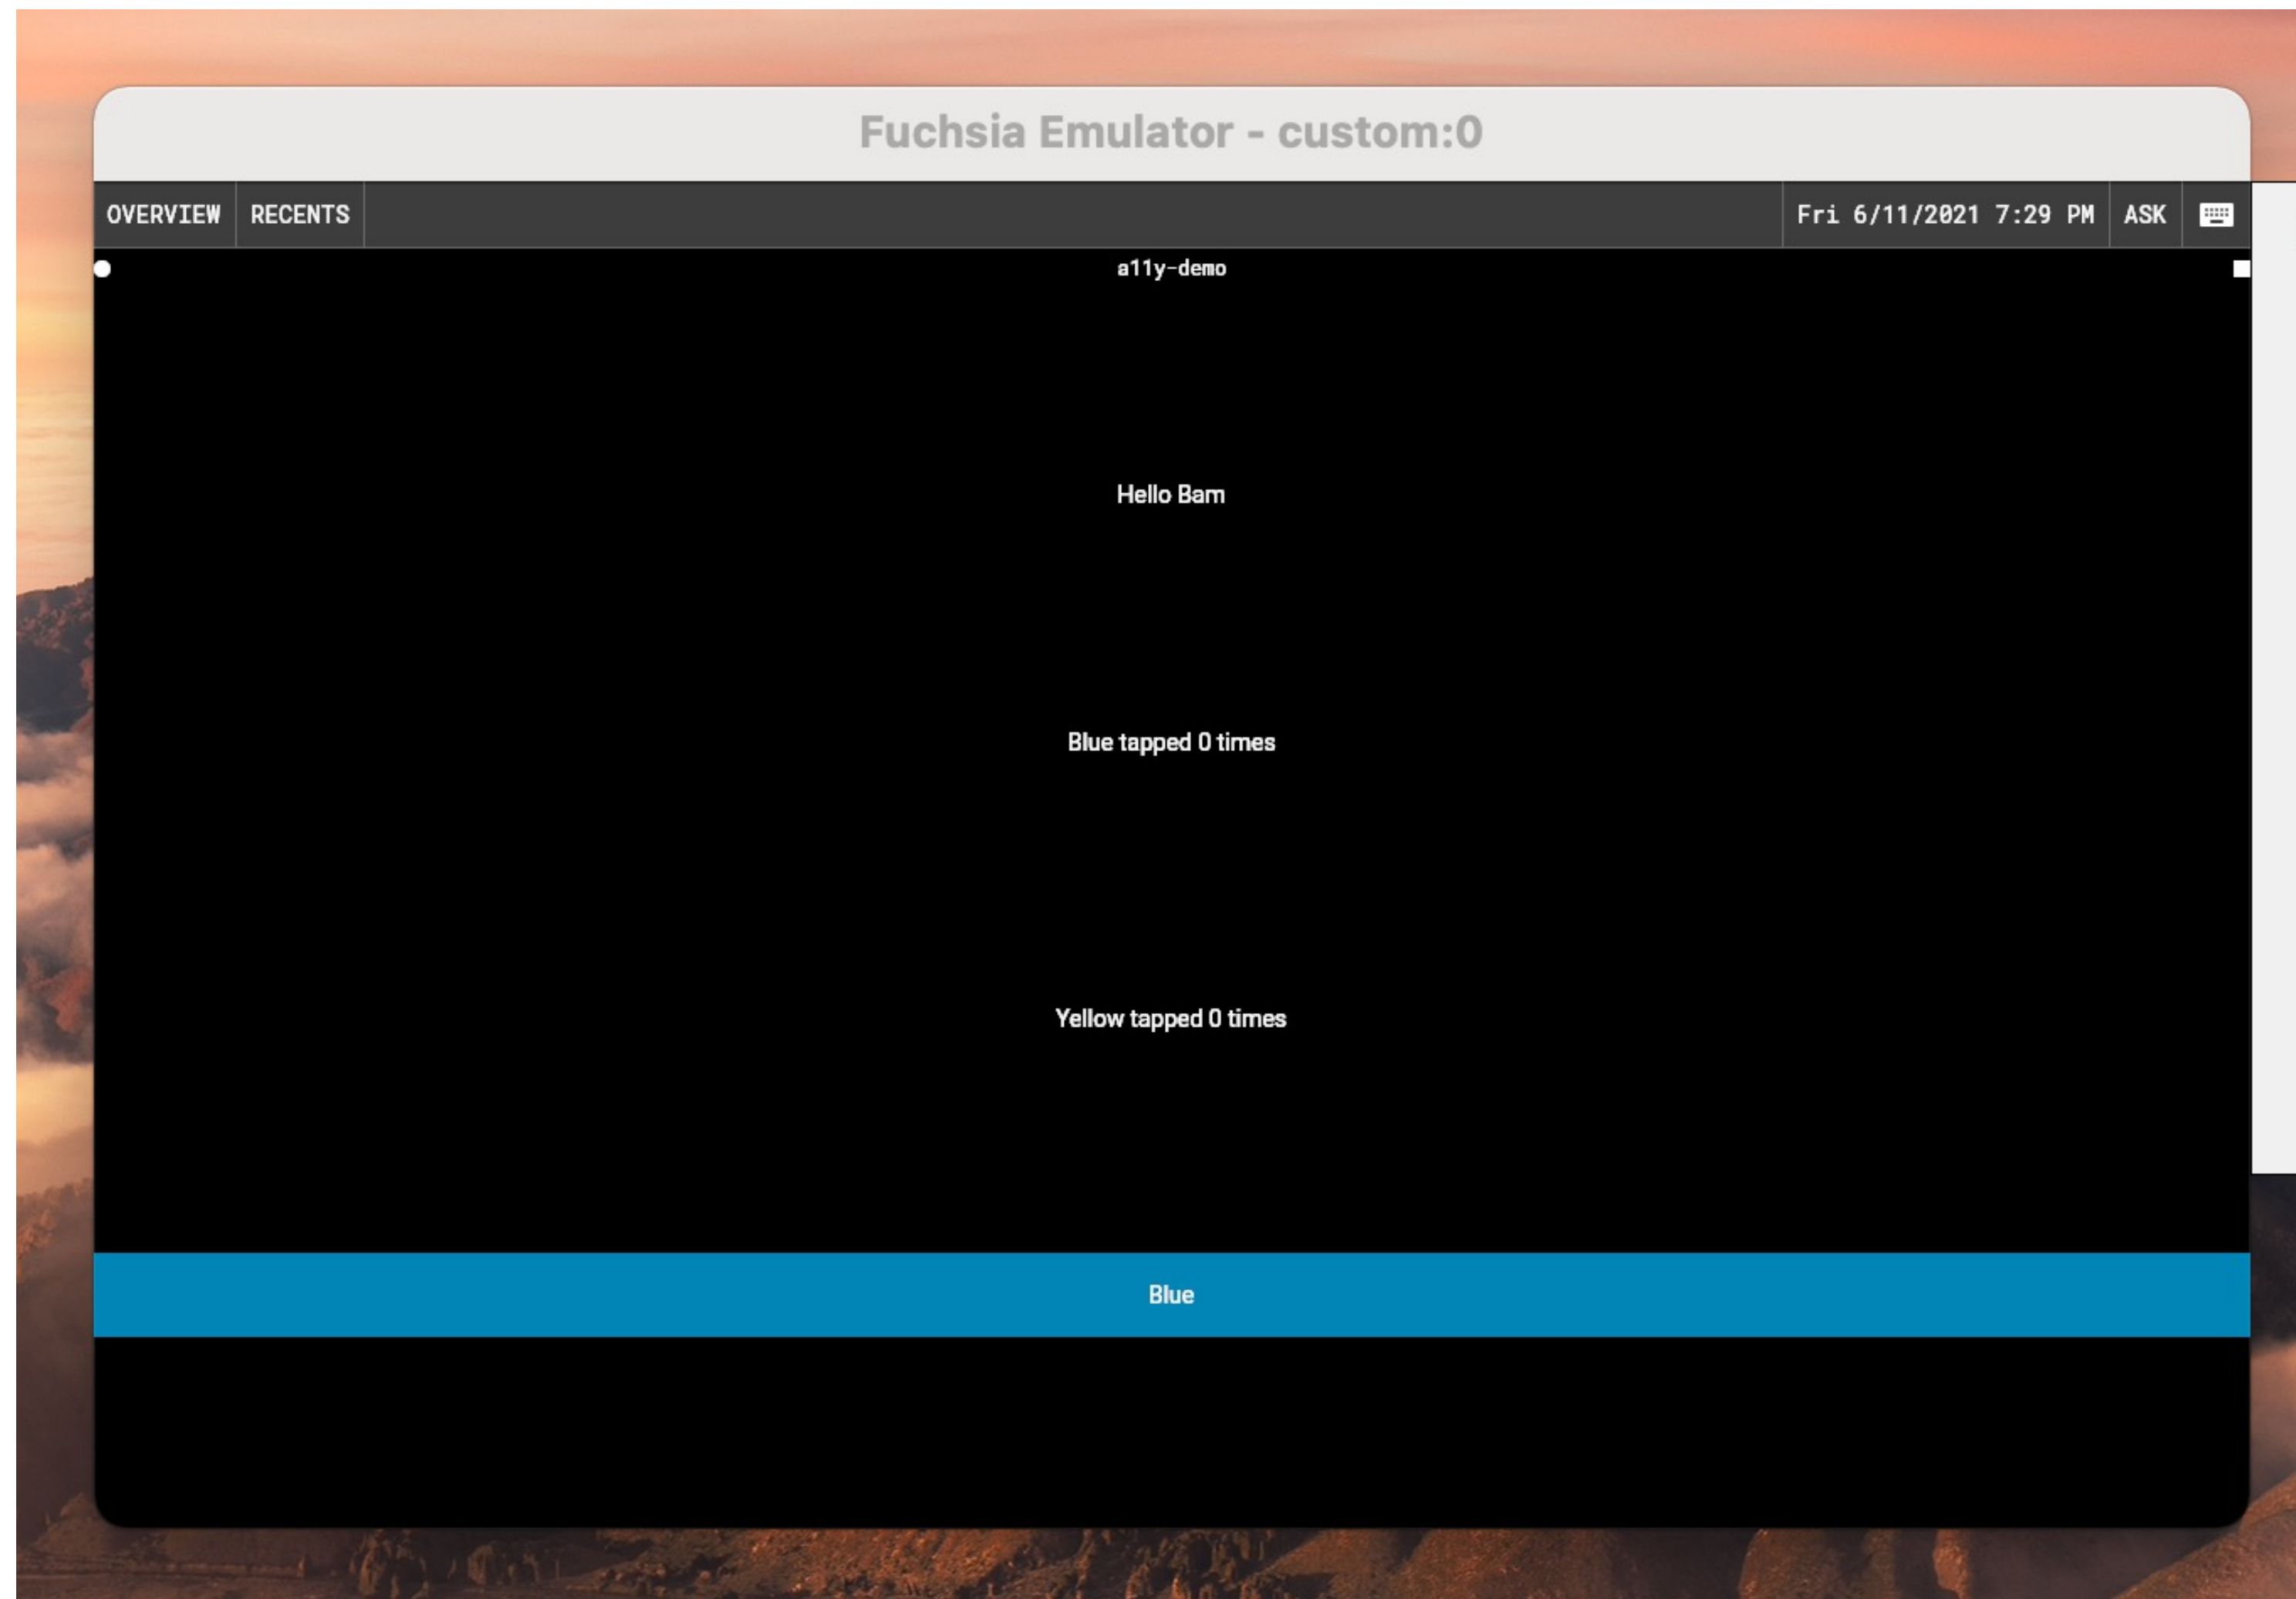 Fuchsia Emulator - custom:0
OVERVIEW RECENTS Fri 6/11/2021 7:29 PM ASK
a11y-demo
Hello Bam
Blue tapped 0 times
Yellow tapped 0 times
Blue